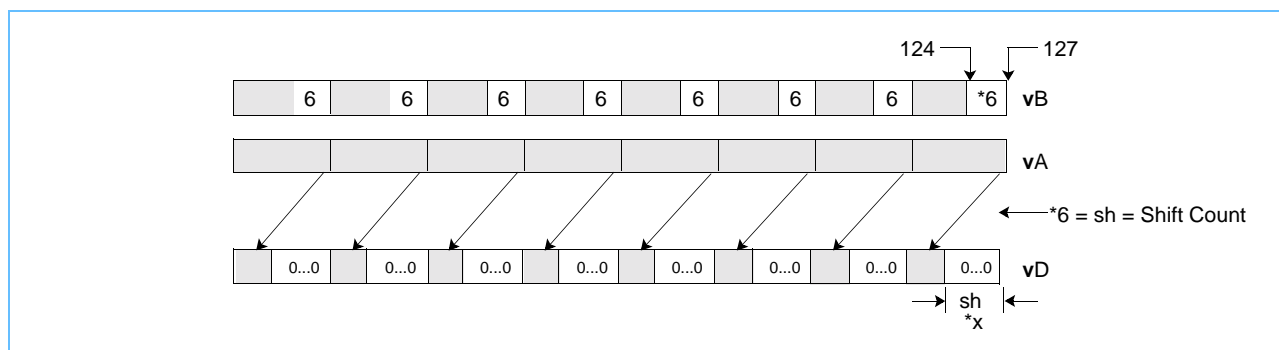 124 127
6 6 6 6 6 6 6 *6 vB
vA
*6 = sh = Shift Count
0...0 0...0 0...0 0...0 0...0 0...0 0...0 0...0 vD
sh
*x